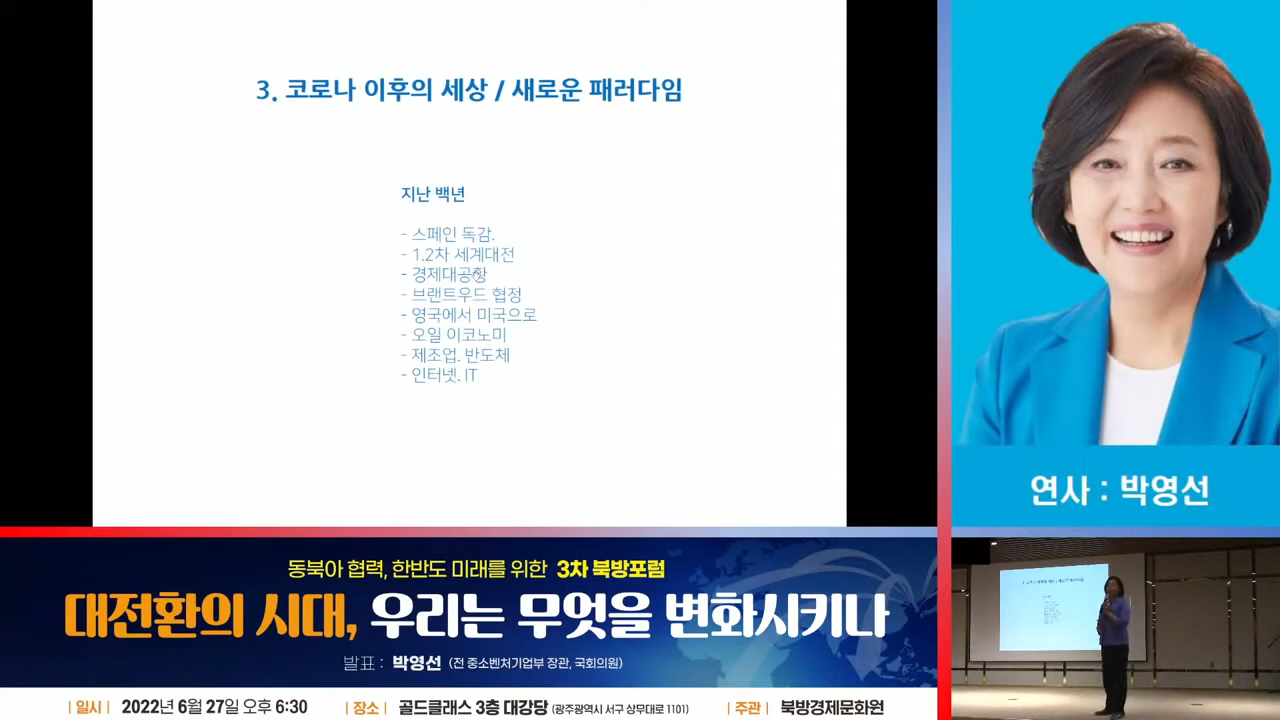 3. 코로나 이후의 세상 / 새로운 패러다임
지난 백년
- 스페인 독감.
- 1.2차 세계대전
- 경제대공황
- 브랜트우드 협정
- 영국에서 미국으로
- 오일 이코노미
- 제조업. 반도체
- 인터넷. IT
연사 : 박영선
동북아 협력, 한반도 미래를 위한 3차 북방포럼
대전환의 시대, 우리는 무엇을 변화시키나
발표 : 박영선 (전 중소벤처기업부 장관, 국회의원)
| 일시 | 2022년 6월 27일 오후 6:30 | 장소 | 골드클래스 3층 대강당 (광주광역시 서구 상무대로 1101) | 주관 | 북방경제문화원